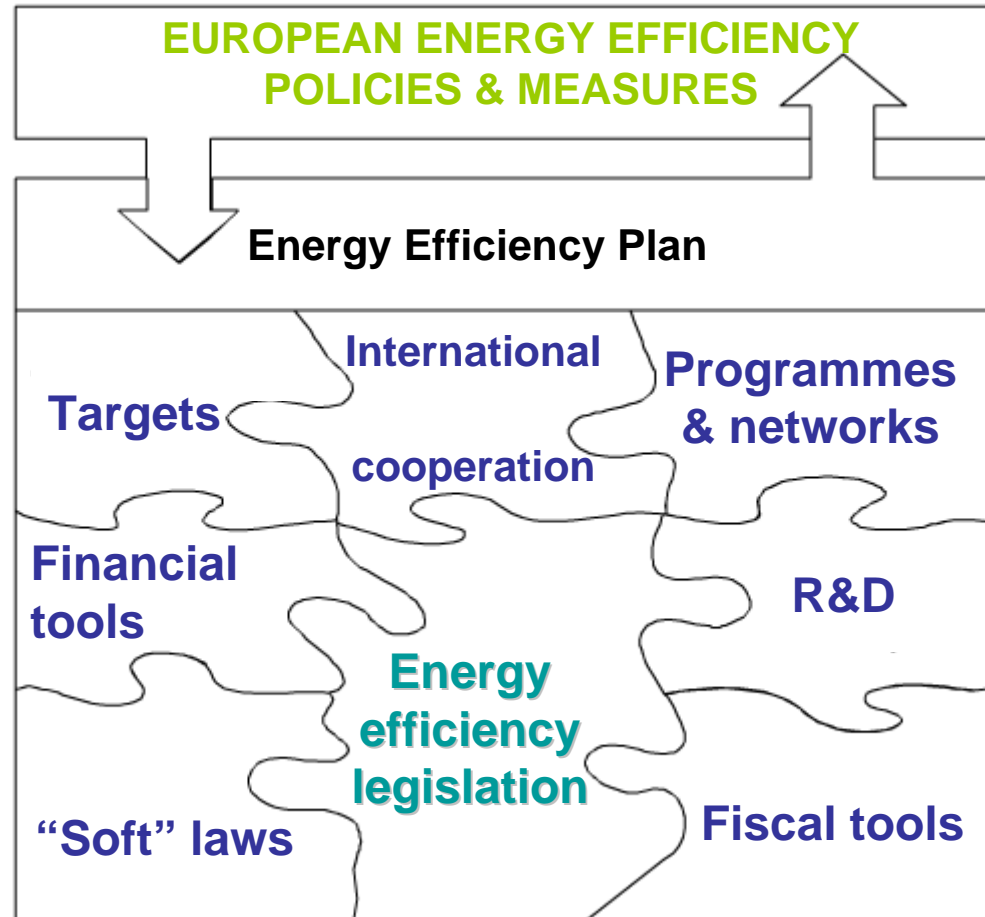 EUROPEAN ENERGY EFFICIENCY
POLICIES & MEASURES
Energy Efficiency Plan
Targets
International
cooperation
Programmes
& networks
Financial
tools
Energy
efficiency
legislation
R&D
“Soft” laws
Fiscal tools